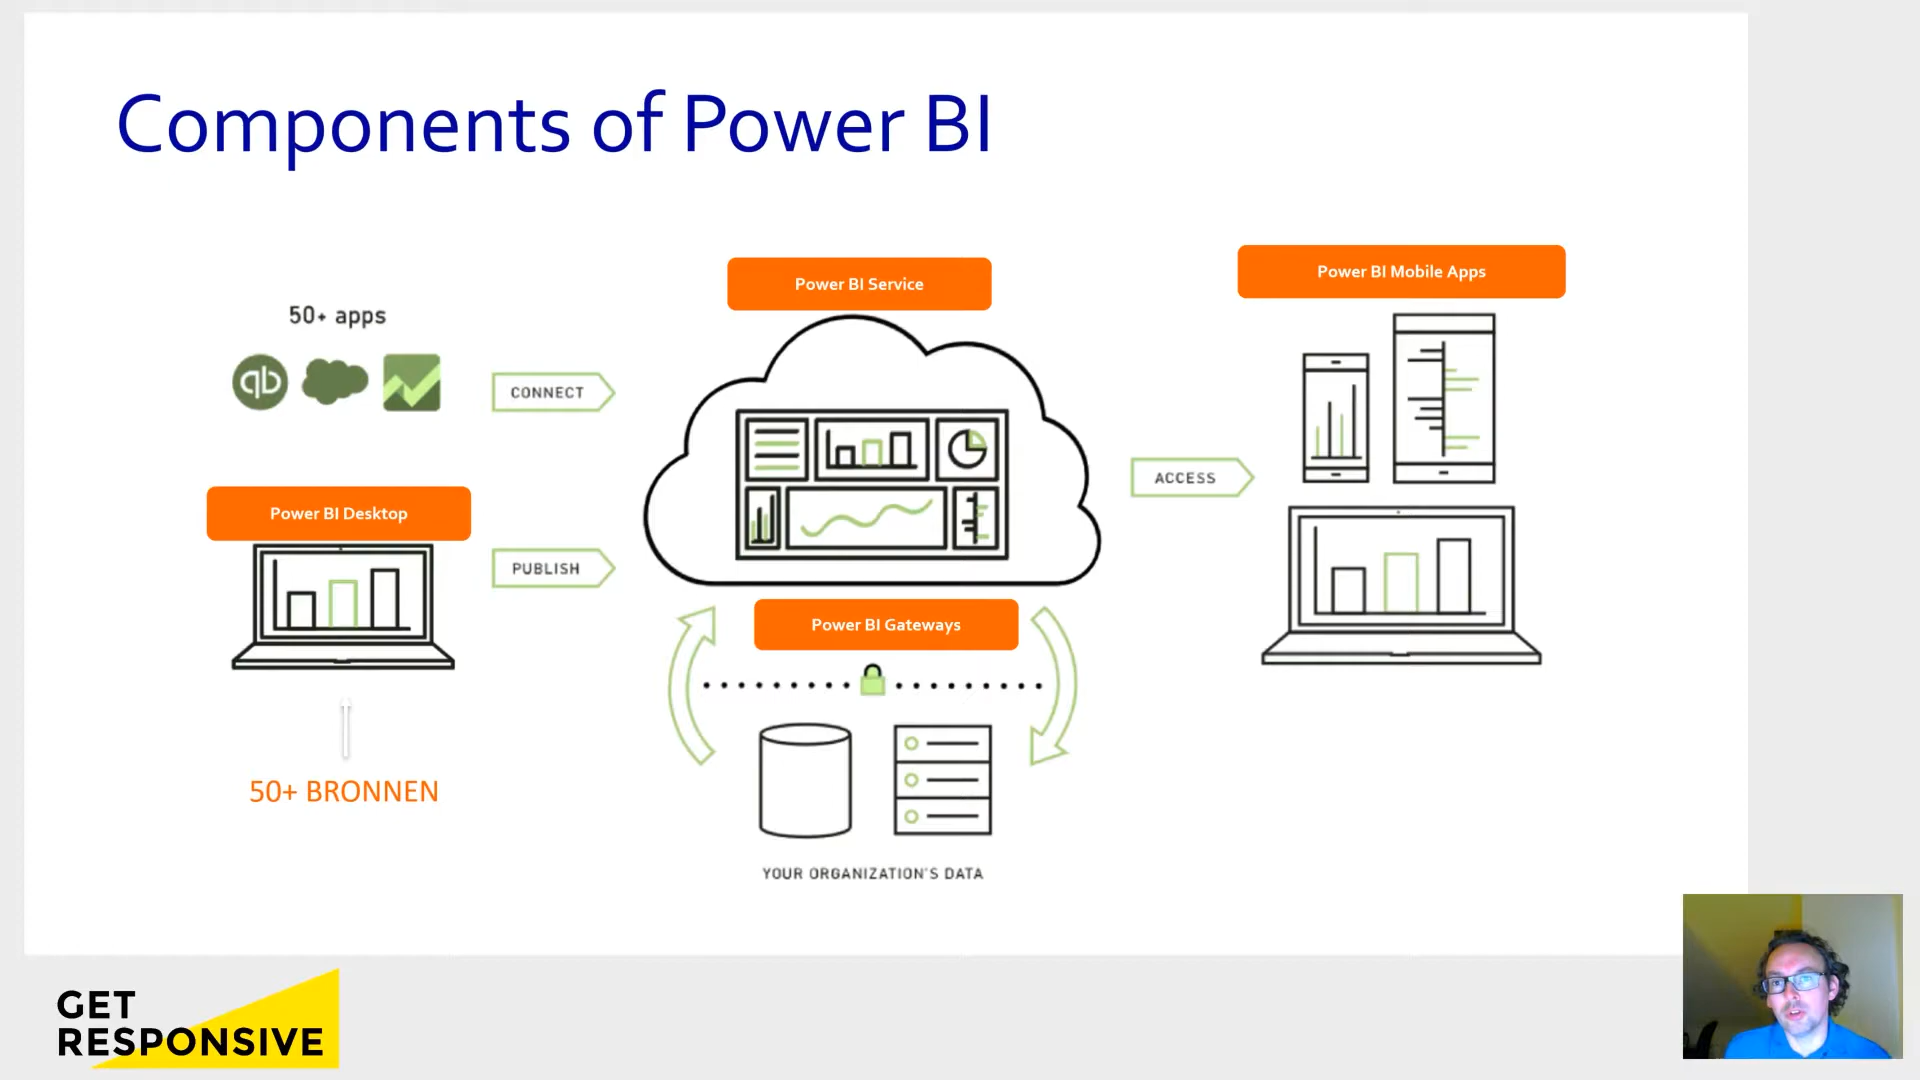 Components of Power BI
Power BI Service
Power BI Mobile Apps
50+ apps
qb
CONNECT
ACCESS
Power BI Desktop
PUBLISH
Power BI Gateways
50+ BRONNEN
YOUR ORGANIZATION'S DATA
GET
RESPONSIVE